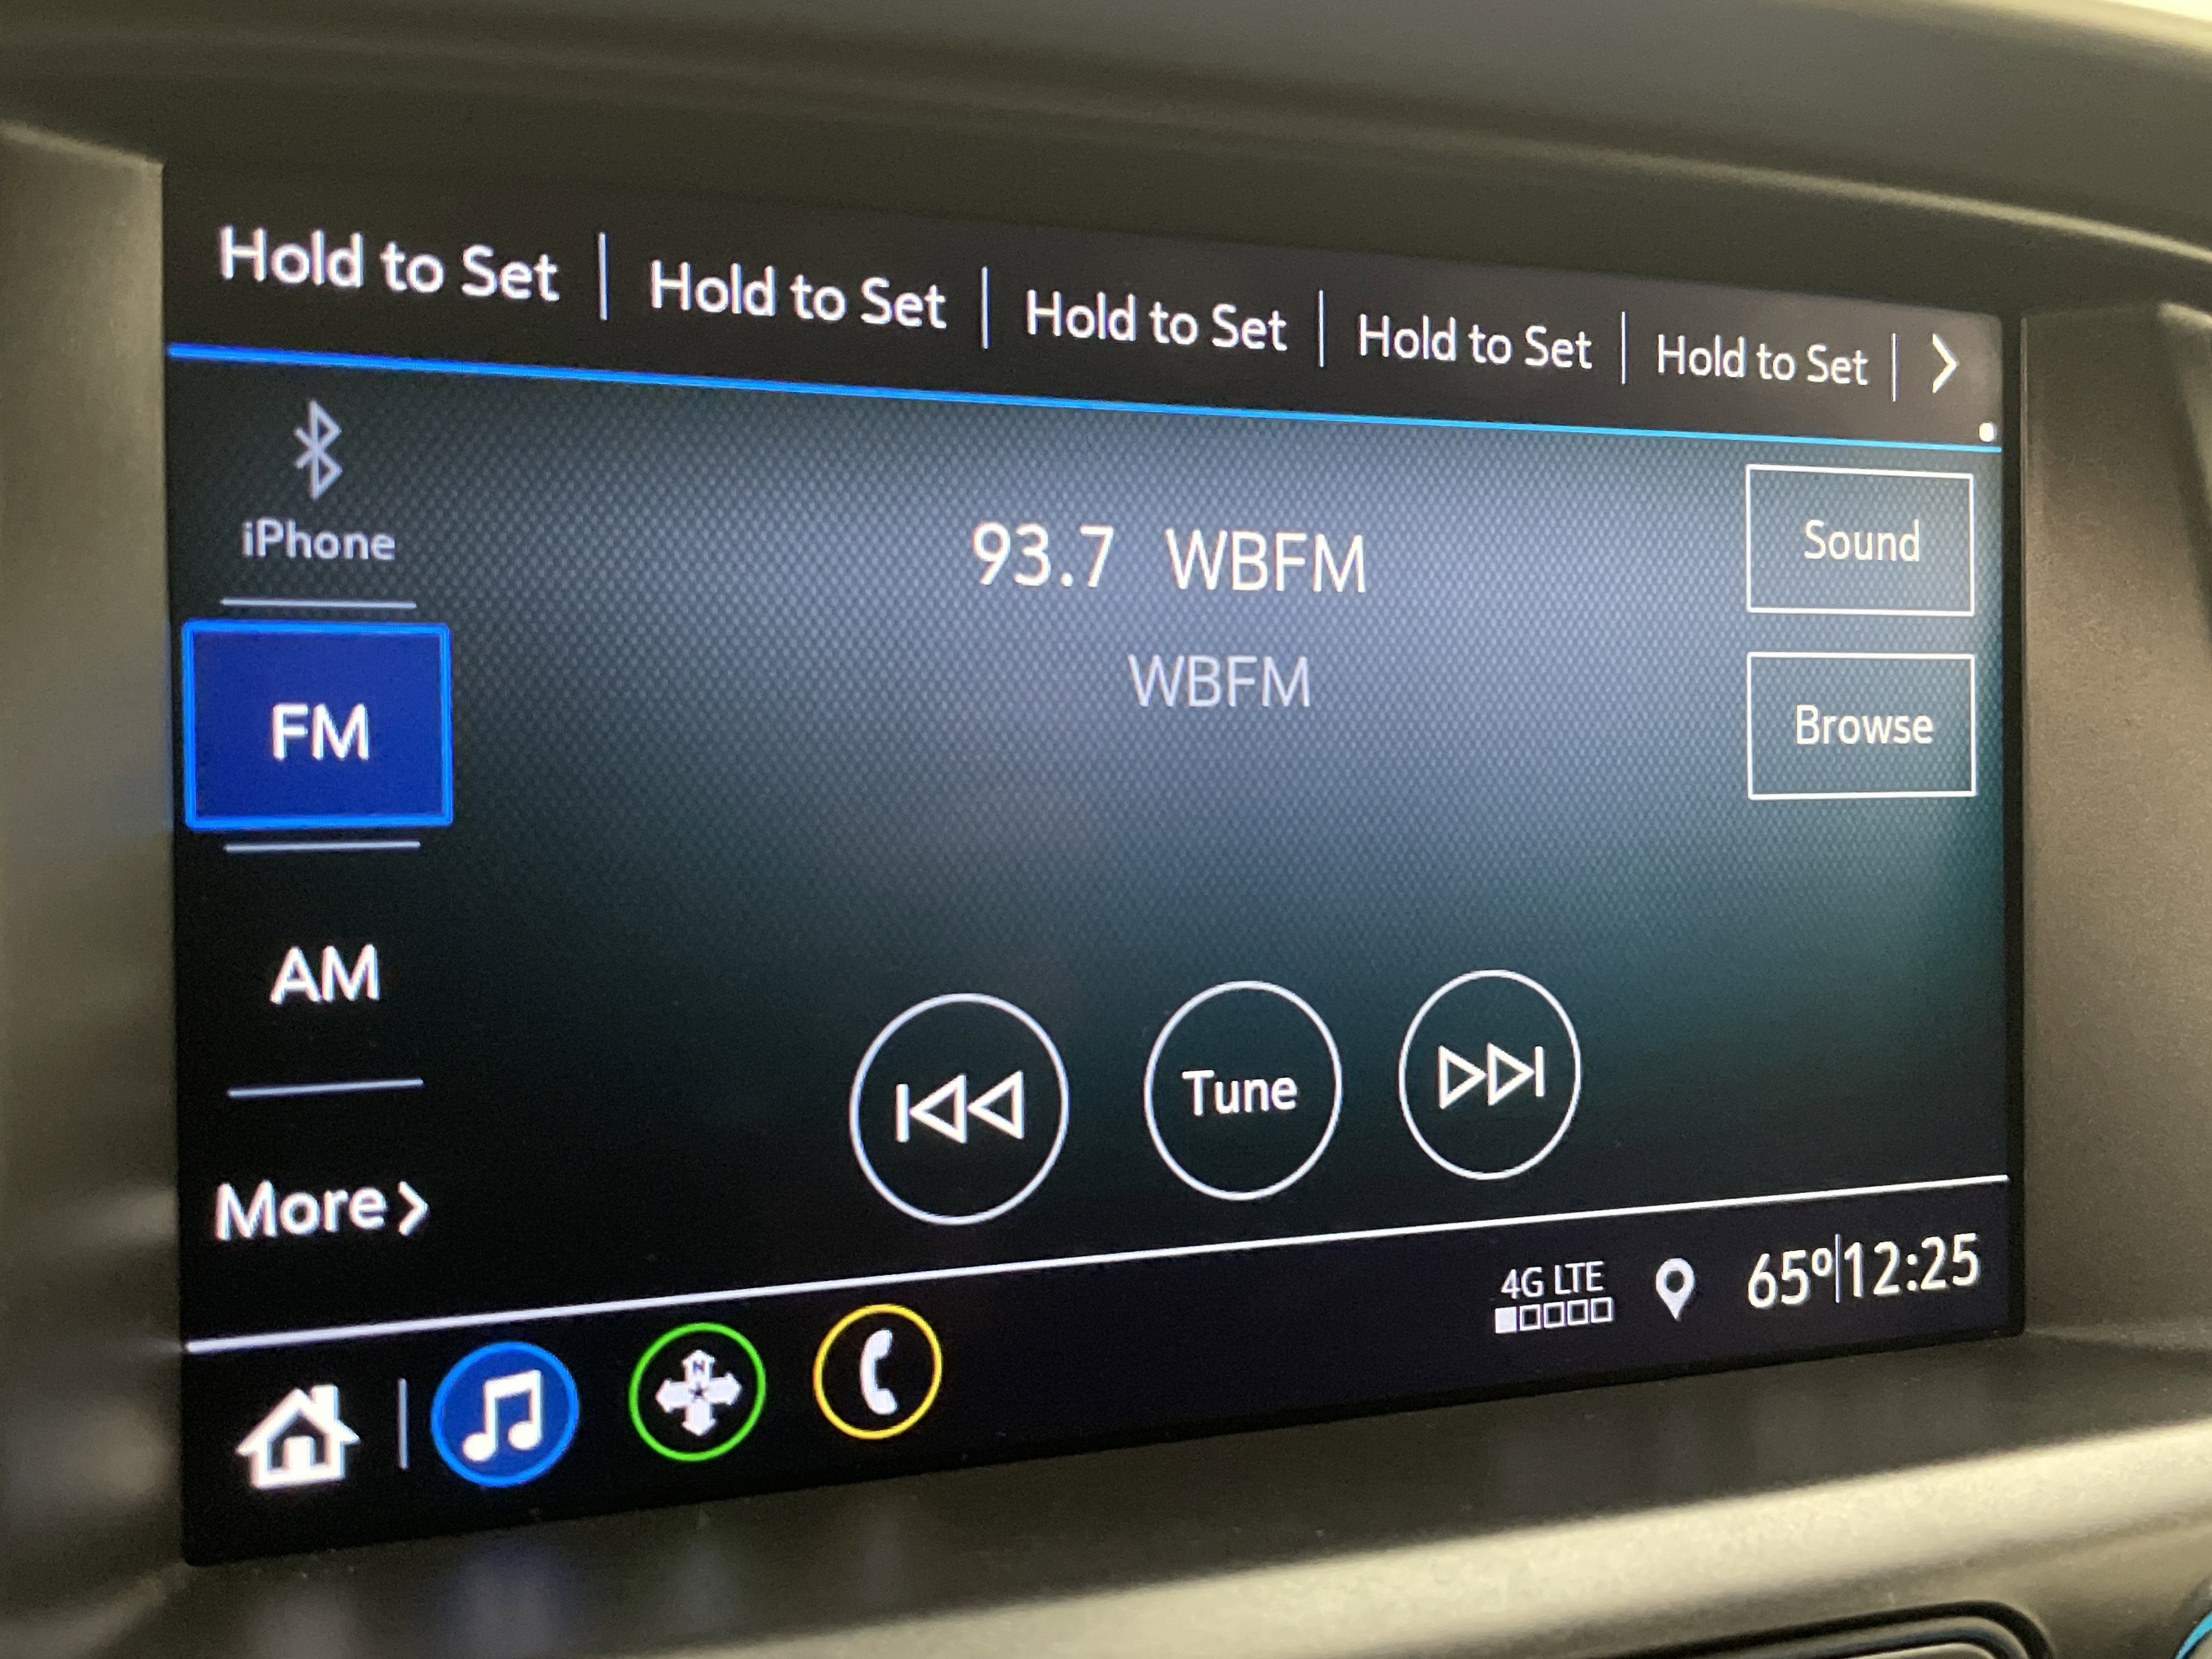 Hold to Set | Hold to Set | Hold to Set | Hold to Set | Hold to Set |
iPhone
93.7 WBFM
Sound
WBFM
FM
Browse
AM
Tune
More
4G LTE
65º|12:25
N